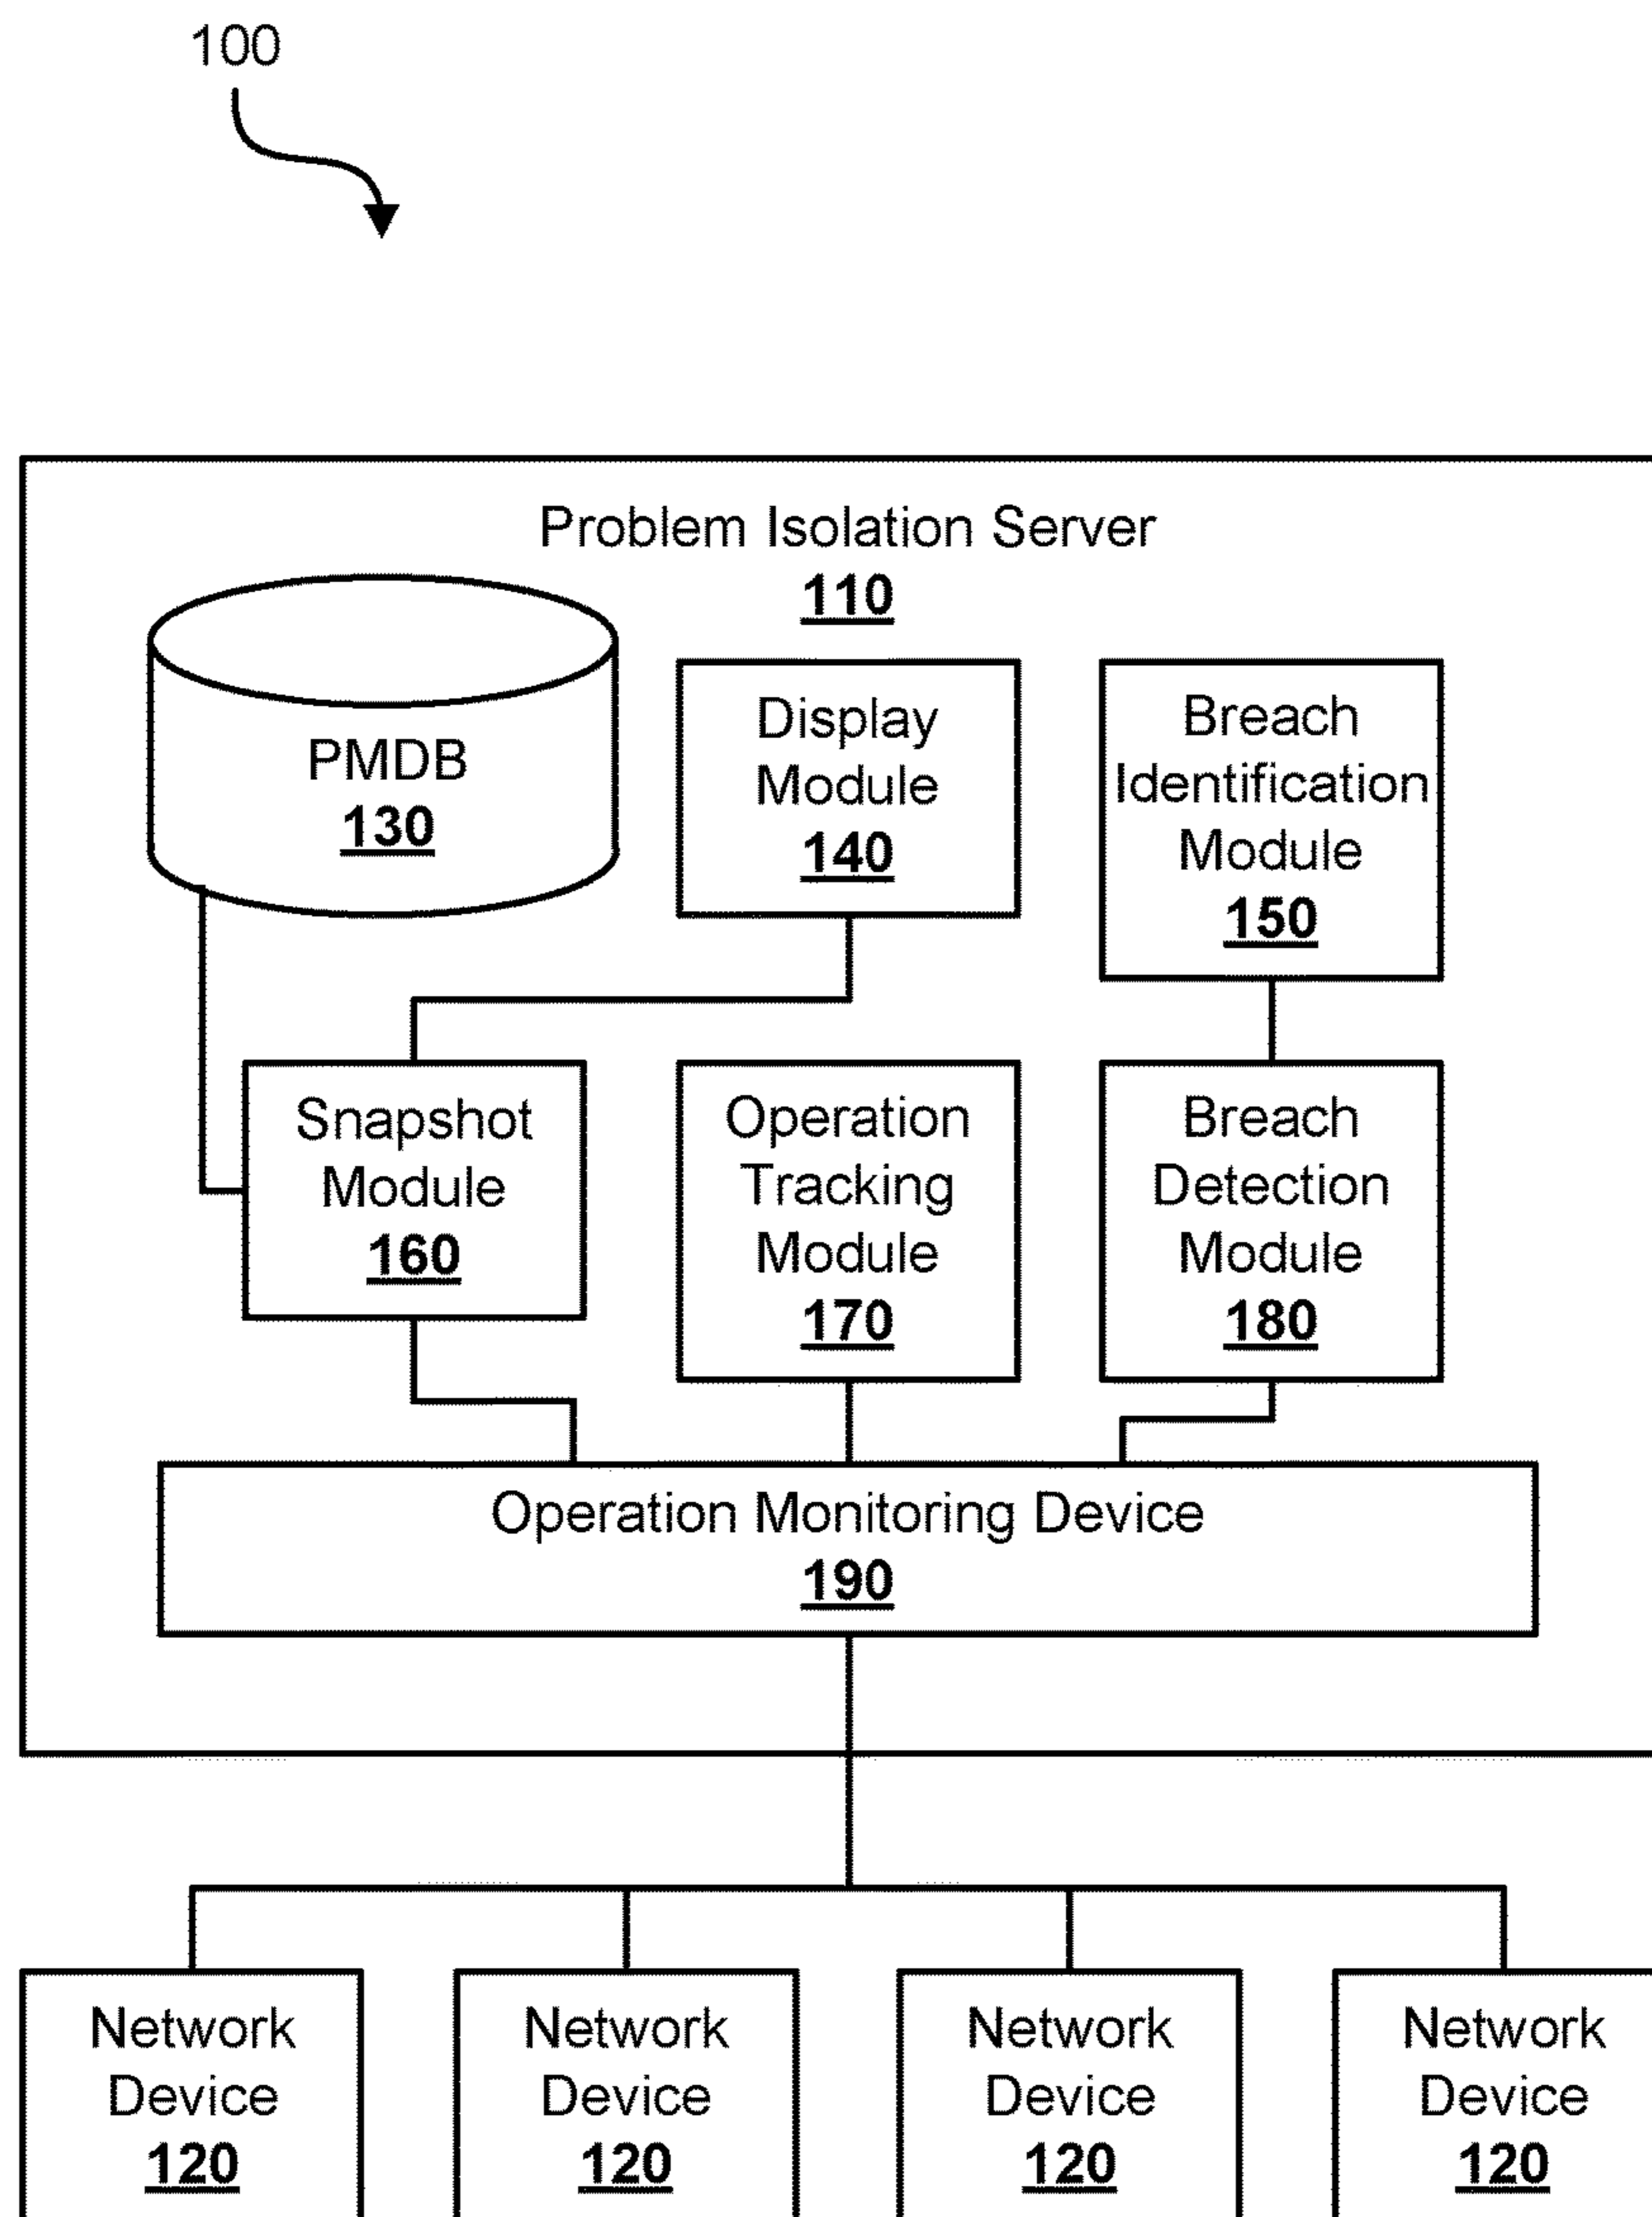 100
Problem Isolation Server
110
PMDB
130
Display
Module
140
Breach
Identification
Module
150
Snapshot
Module
160
Operation
Tracking
Module
170
Breach
Detection
Module
180
Operation Monitoring Device
190
Network
Device
120
Network
Device
120
Network
Device
120
Network
Device
120